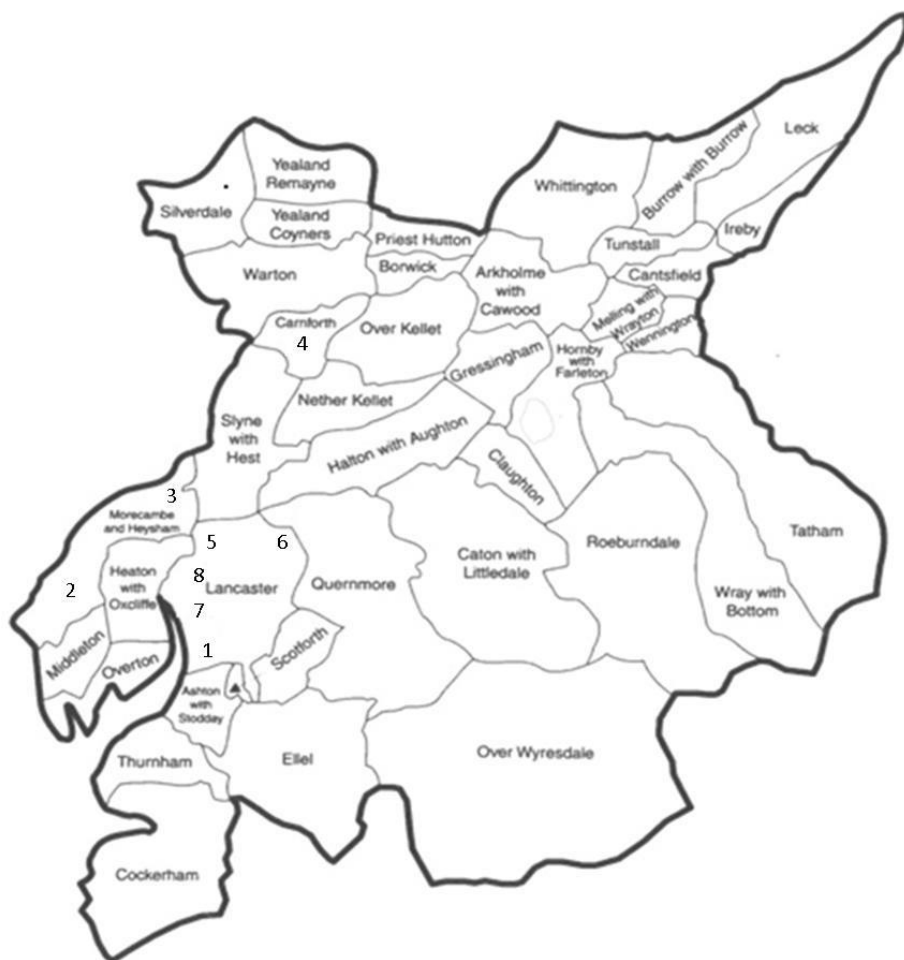 Leck
Yealand
Remayne
Whittington
Burrow with Burrow
Silverdale
Yealand
Coyners
Ireby
Priest Hutton
Tunstall
Warton
Borwick
Arkholme
with
Cawood
Cantsfield
Melling with
Wrayton
Carnforth
4
Over Kellet
Wennington
Gressingham
Hornby
with
Farleton
Nether Kellet
Slyne
with
Hest
Halton with Aughton
Claughton
3
Morecambe
and Heysham
5
6
Tatham
Roeburndale
Caton with
Littledale
Heaton
with
Oxcliffe
8
Lancaster
Quernmore
2
7
Wray with
Bottom
Middleton
Overton
1
Scotforth
Ashton
with
Stodday
Thurnham
Ellel
Over Wyresdale
Cockerham